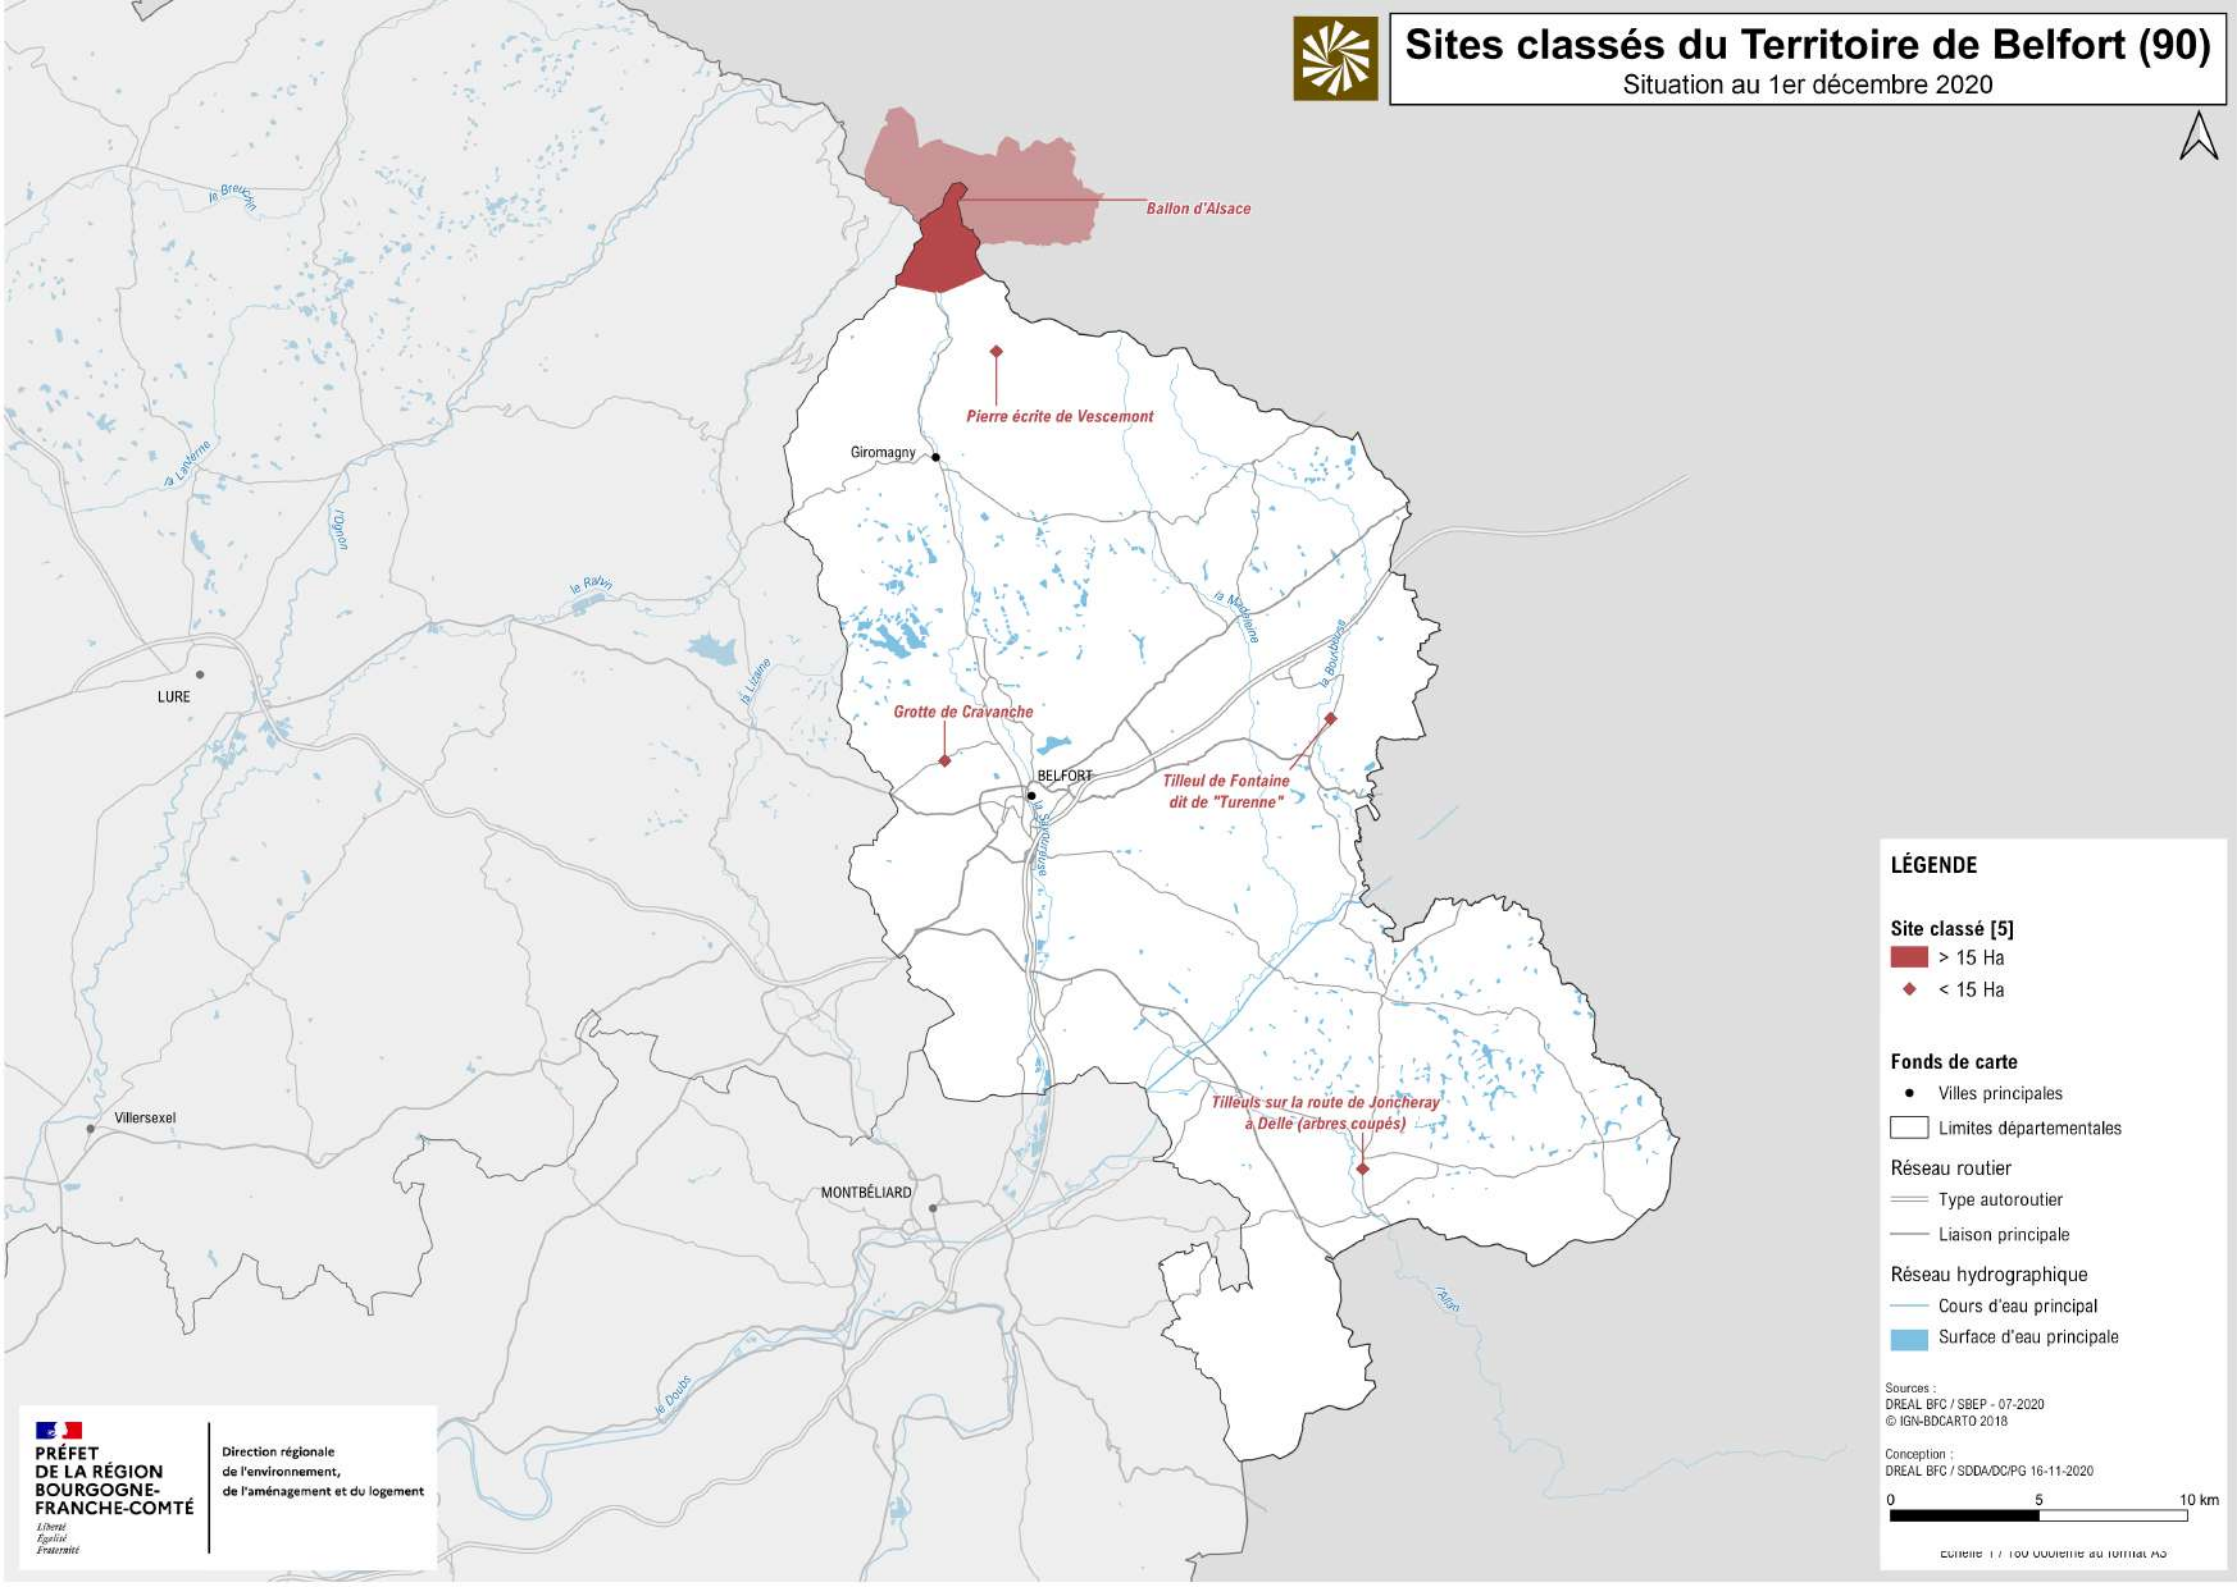 Sites classés du Territoire de Belfort (90)
Situation au 1er décembre 2020
le Breuchin
Ballon d'Alsace
Pierre écrite de Vescemont
Giromagny
la Lanterne
l'Ognon
le Rahin
la Madeleine
la Bourbeuse
la Lizaine
LURE
Grotte de Cravanche
BELFORT
Tilleul de Fontaine
dit de "Turenne"
la Savoureuse
Villersexel
Tilleuls sur la route de Joncheray
à Delle (arbres coupés)
MONTBÉLIARD
l'Allan
le Doubs
LÉGENDE
Site classé [5]
> 15 Ha
< 15 Ha
Fonds de carte
Villes principales
Limites départementales
Réseau routier
Type autoroutier
Liaison principale
Réseau hydrographique
Cours d'eau principal
Surface d'eau principale
Sources :
DREAL BFC / SBEP - 07-2020
© IGN-BDCARTO 2018
Conception :
DREAL BFC / SDDA/DC/PG 16-11-2020
0 5 10 km
PRÉFET
DE LA RÉGION
BOURGOGNE-
FRANCHE-COMTÉ
Liberté
Égalité
Fraternité
Direction régionale
de l'environnement,
de l'aménagement et du logement